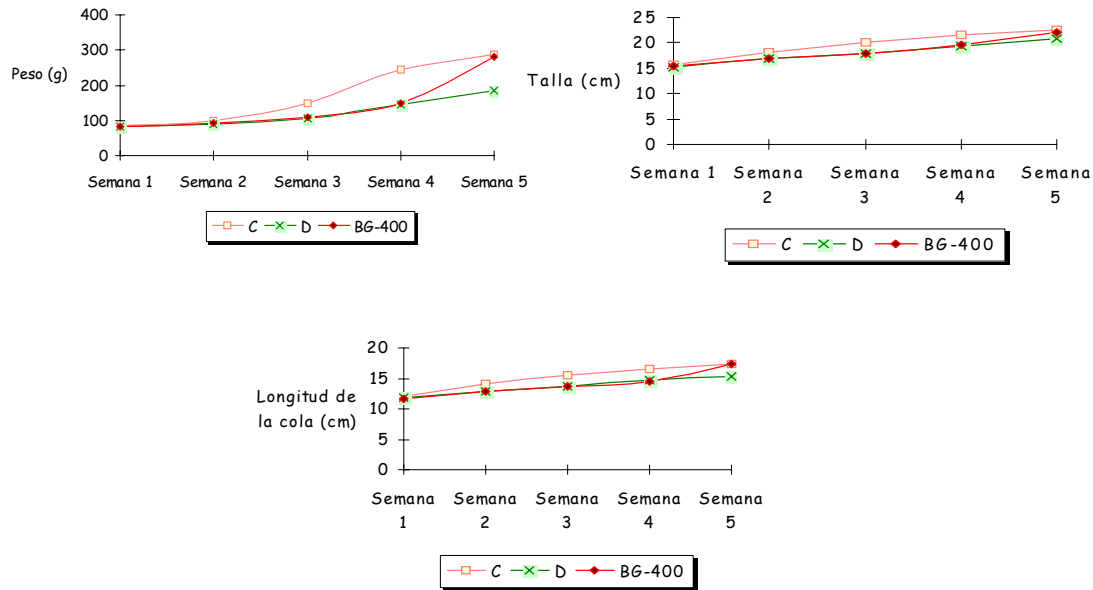 400
300
200
100
0
Peso (g)
Semana 1 Semana 2 Semana 3 Semana 4 Semana 5
C D BG-400
25
20
15
10
5
0
Talla (cm)
Semana 1 Semana Semana Semana Semana
2 3 4 5
C D BG-400
20
15
10
5
0
Longitud de
la cola (cm)
Semana Semana Semana Semana Semana
1 2 3 4 5
C D BG-400